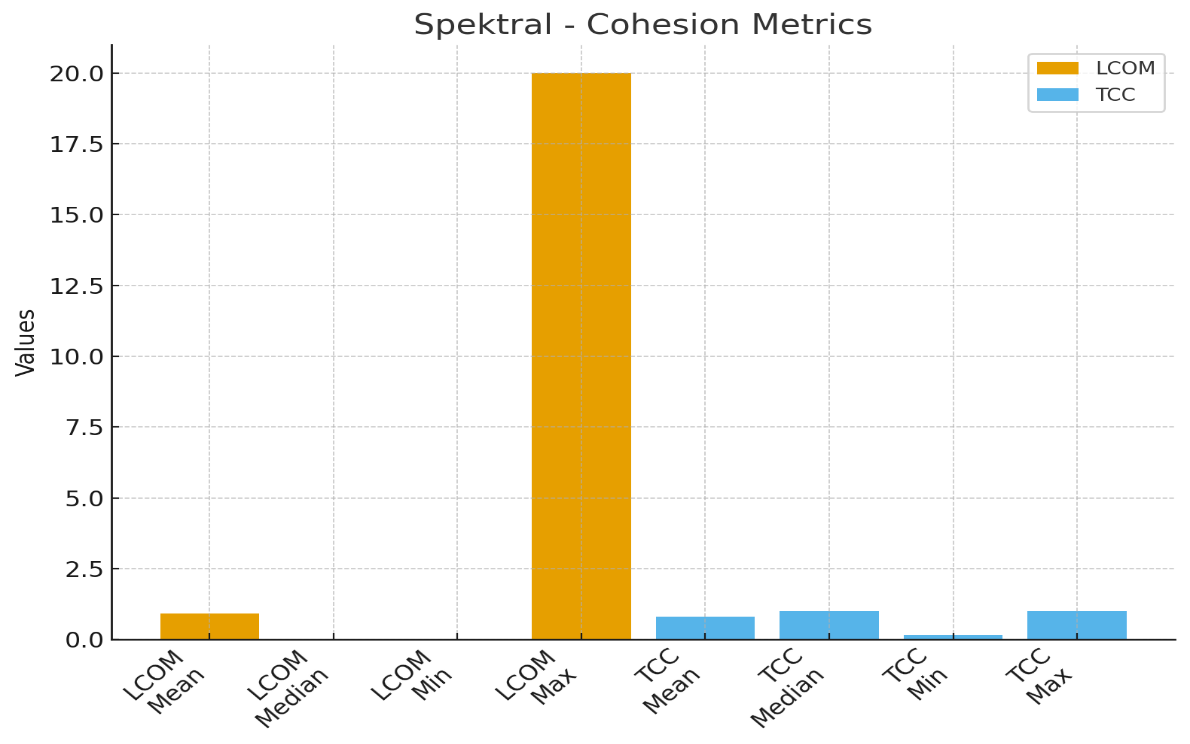 Spektral - Cohesion Metrics
LCOM
TCC
Values
20.0
17.5
15.0
12.5
10.0
7.5
5.0
2.5
0.0
LCOM
Mean
LCOM
Median
LCOM
Min
LCOM
Max
TCC
Mean
TCC
Median
TCC
Min
TCC
Max